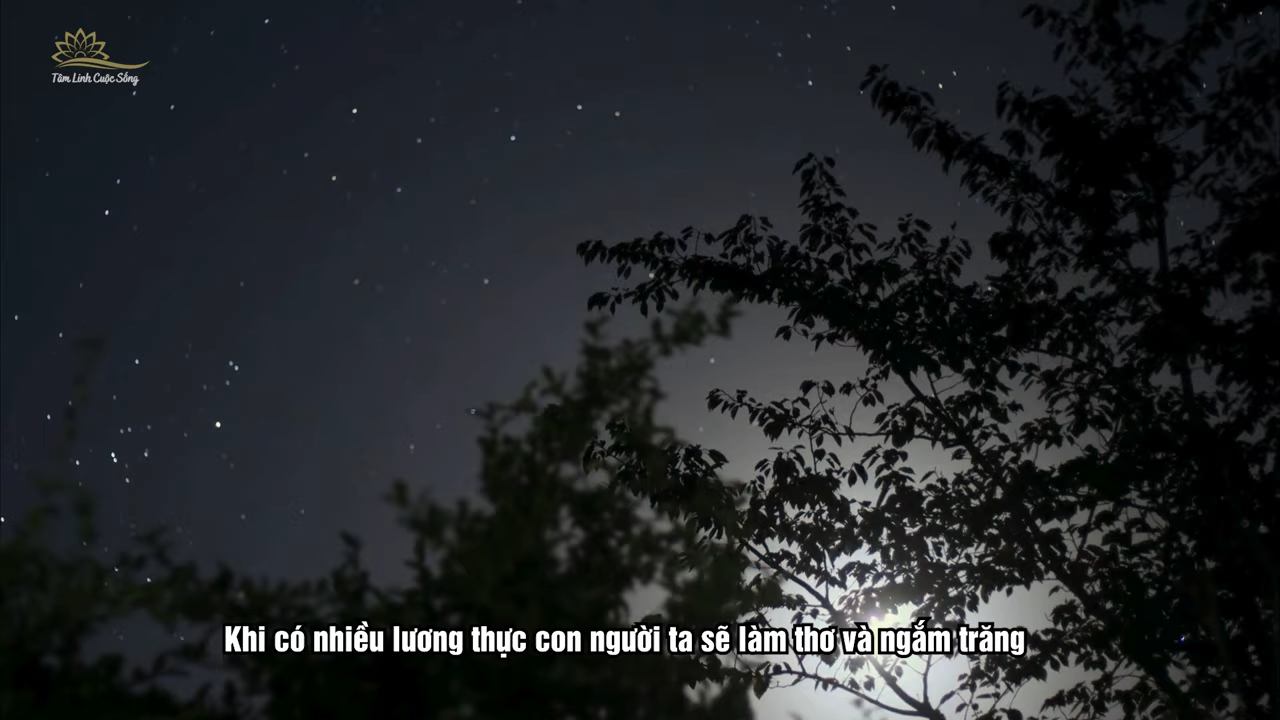 Tâm Linh Cuộc Sống
Khi có nhiều lương thực con người ta sẽ làm thơ và ngắm trăng